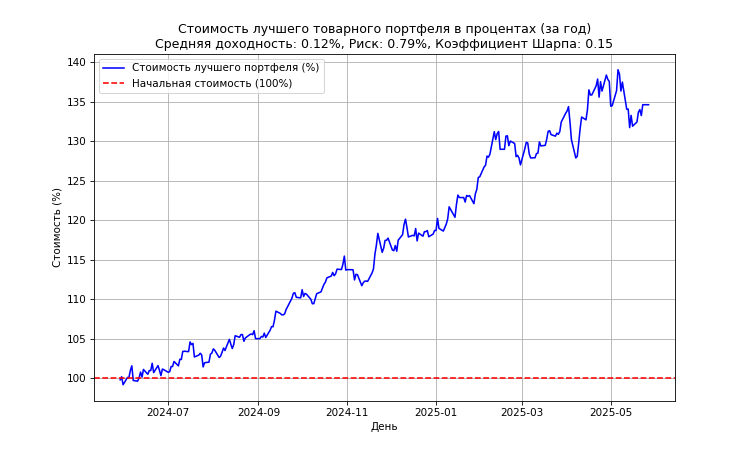 Стоимость лучшего товарного портфеля в процентах (за год)
Средняя доходность: 0.12%, Риск: 0.79%, Коэффициент Шарпа: 0.15
Стоимость лучшего портфеля (%)
Начальная стоимость (100%)
Стоимость (%)
140
135
130
125
120
115
110
105
100
2024-07
2024-09
2024-11
2025-01
2025-03
2025-05
День